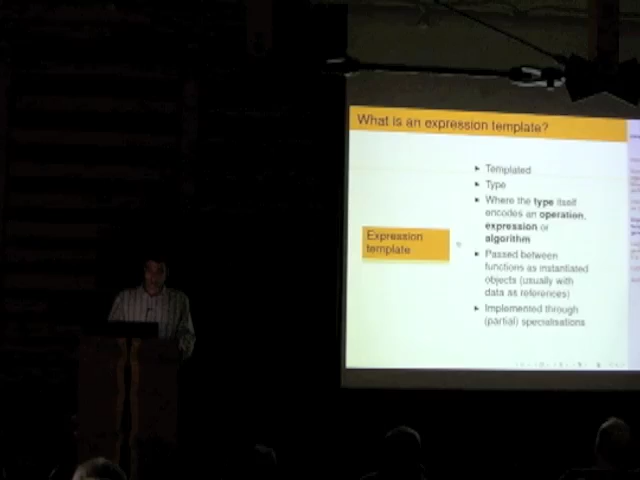 What is an expression template?
Expression
template
Templated
Type
Where the type itself
encodes an operation,
expression or
algorithm
Passed between
functions as instantiated
objects (usually with
data as references)
Implemented through
(partial) specialisations